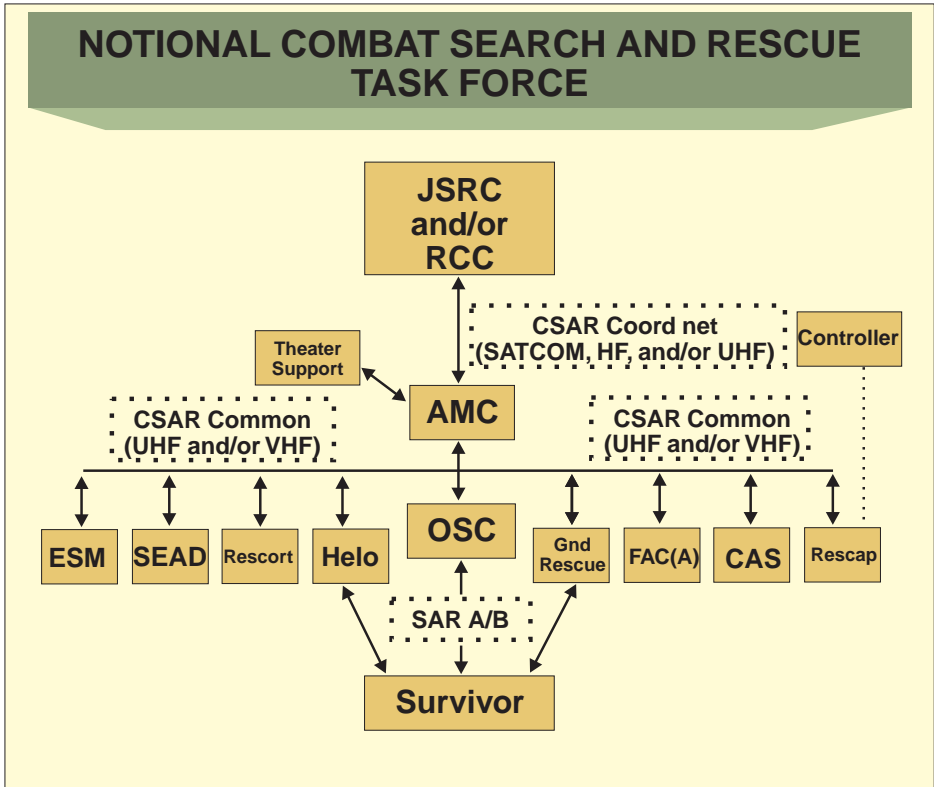 NOTIONAL COMBAT SEARCH AND RESCUE
TASK FORCE
JSRC
and/or
RCC
CSAR Coord net
(SATCOM, HF, and/or UHF)
Controller
Theater
Support
AMC
CSAR Common
(UHF and/or VHF)
CSAR Common
(UHF and/or VHF)
ESM
SEAD
Rescort
Helo
OSC
Gnd
Rescue
FAC(A)
CAS
Rescap
SAR A/B
Survivor